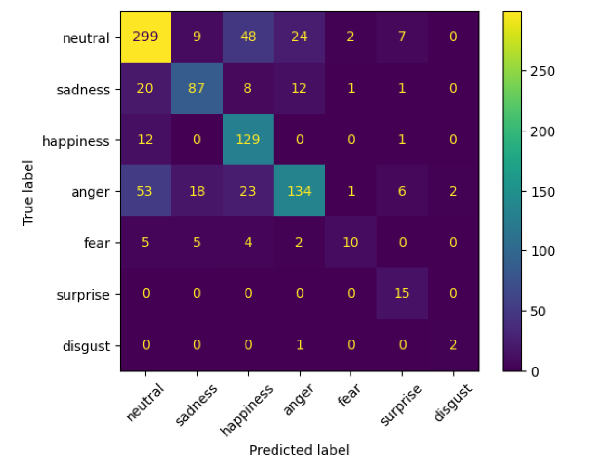 True label
neutral 299 9 48 24 2 7 0
sadness 20 87 8 12 1 1 0
happiness 12 0 129 0 0 1 0
anger 53 18 23 134 1 6 2
fear 5 5 4 2 10 0 0
surprise 0 0 0 0 0 15 0
disgust 0 0 0 1 0 0 2
neutral sadness happiness anger fear surprise disgust
Predicted label
250
200
150
100
50
0